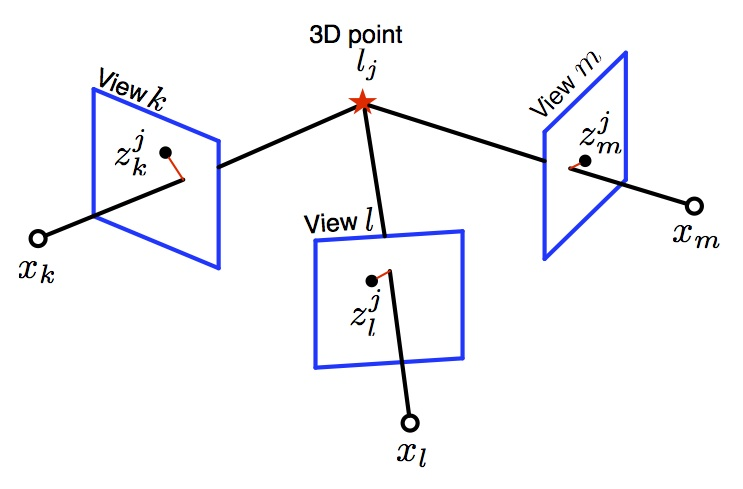 3D point
l_j
View k
z_k^j
x_k
View l
z_l^j
x_l
View m
z_m^j
x_m